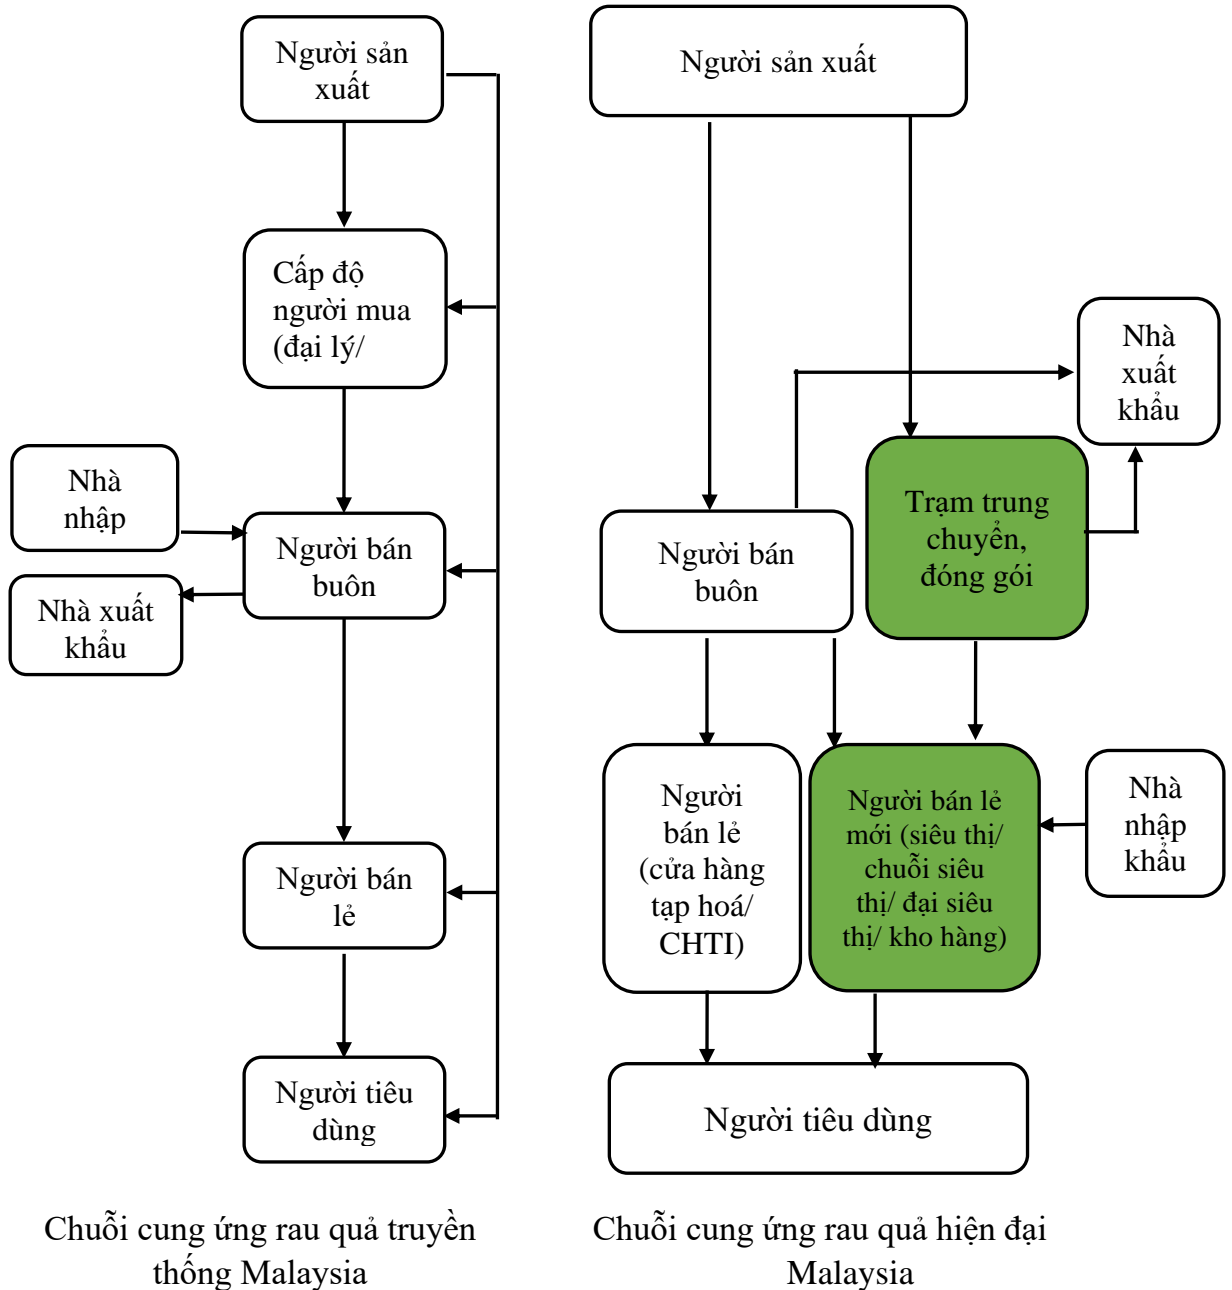 Người sản
xuất
Cấp độ
người mua
(đại lý/
Nhà
nhập
Người bán
buôn
Nhà xuất
khẩu
Người bán
lẻ
Người tiêu
dùng
Chuỗi cung ứng rau quả truyền
thống Malaysia
Người sản xuất
Nhà
xuất
khẩu
Trạm trung
chuyển,
đóng gói
Người bán
buôn
Người
bán lẻ
(cửa hàng
tạp hoá/
CHTI)
Người bán lẻ
mới (siêu thị/
chuỗi siêu
thị/ đại siêu
thị/ kho hàng)
Nhà
nhập
khẩu
Người tiêu dùng
Chuỗi cung ứng rau quả hiện đại
Malaysia